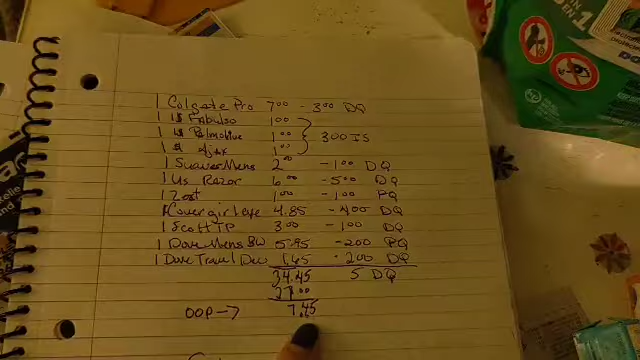 1 Colgate Pro 7.00 - 3.00 DQ
1 Fabuloso 1.00
1 Palmolive 1.00 3.00 IS
1 Ajax 1.00
1 Suave Mens 2.00 -1.00 DQ
1 Us Razor 6.00 -5.00 DQ
1 Zest 1.00 -1.00 PQ
1 Covergirl eye 4.85 -4.00 DQ
1 Scott TP 3.00 -1.00 DQ
1 Dove Mens BW 5.95 -2.00 PQ
1 Dove Travel Deo 1.65 -2.00 DQ
34.45 5 DQ
27.00
OOP→ 7.45